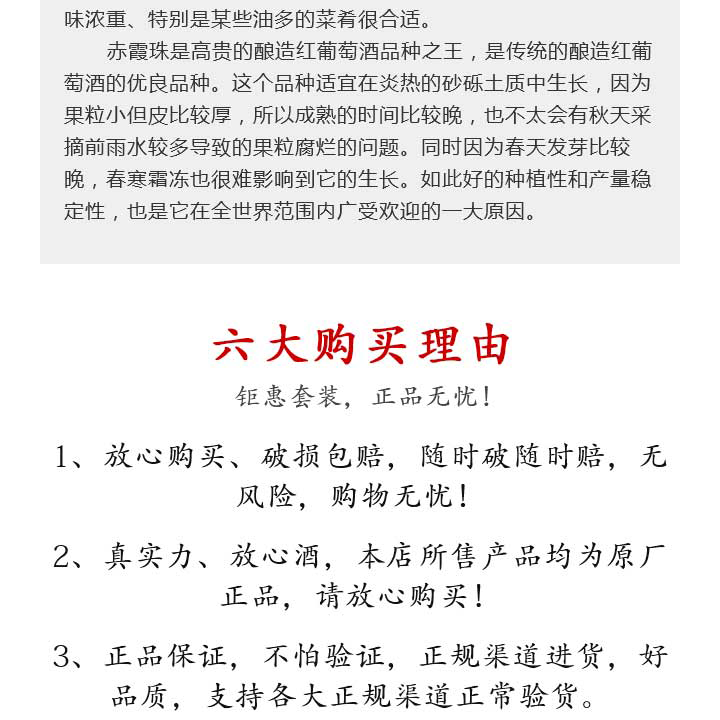 味浓重、特别是某些油多的菜肴很合适。
赤霞珠是高贵的酿造红葡萄酒品种之王，是传统的酿造红葡
萄酒的优良品种。这个品种适宜在炎热的砂砾土质中生长，因为
果粒小但皮比较厚，所以成熟的时间比较晚，也不太会有秋天采
摘前雨水较多导致的果粒腐烂的问题。同时因为春天发芽比较
晚，春寒霜冻也很难影响到它的生长。如此好的种植性和产量稳
定性，也是它在全世界范围内广受欢迎的一大原因。
六大购买理由
钜惠套装，正品无忧！
1、放心购买、破损包赔，随时破随时赔，无
风险，购物无忧！
2、真实力、放心酒，本店所售产品均为原厂
正品，请放心购买！
3、正品保证，不怕验证，正规渠道进货，好
品质，支持各大正规渠道正常验货。